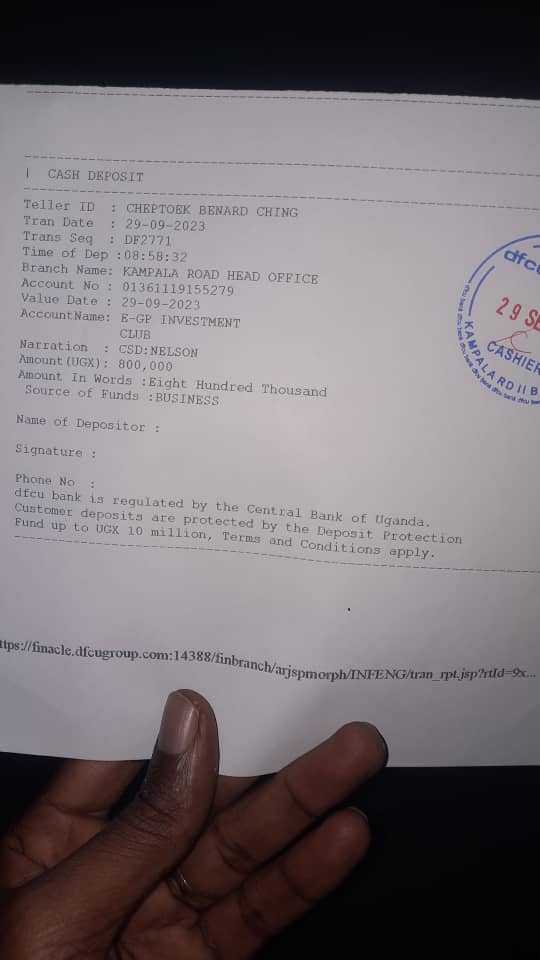 | CASH DEPOSIT
Teller ID : CHEPTOEK BENARD CHING
Tran Date : 29-09-2023
Trans Seq : DF2771
Time of Dep :08:58:32
Branch Name: KAMPALA ROAD HEAD OFFICE
Account No : 01361119155279
Value Date : 29-09-2023
AccountName: E-GP INVESTMENT
CLUB
Narration : CSD:NELSON
Amount(UGX): 800,000
Amount In Words :Eight Hundred Thousand
Source of Funds :BUSINESS
Name of Depositor :
Signature :
Phone No :
dfcu bank is regulated by the Central Bank of Uganda.
Customer deposits are protected by the Deposit Protection
Fund up to UGX 10 million, Terms and Conditions apply.
ttps://finacle.dfcugroup.com:14388/finbranch/arjspmorph/INFENG/tran_rpt.jsp?rtId=9x...
dfcu
29 SE
CASHIER
KAMPALA RD II B